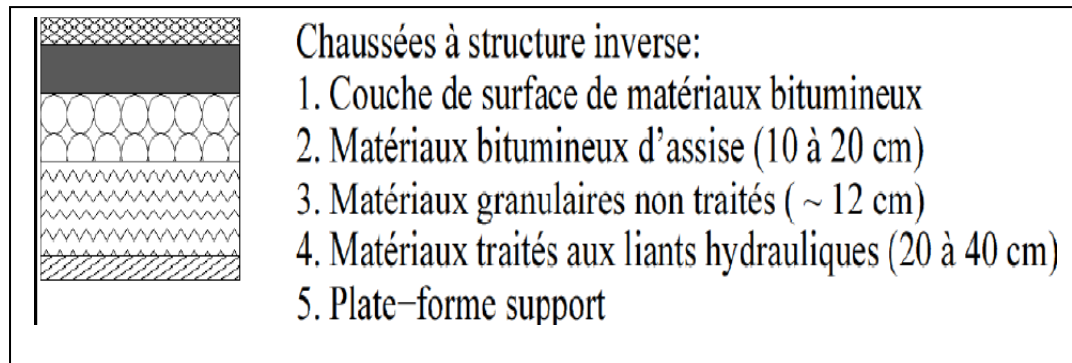 Chaussées à structure inverse:
1. Couche de surface de matériaux bitumineux
2. Matériaux bitumineux d'assise (10 à 20 cm)
3. Matériaux granulaires non traités ( ~ 12 cm)
4. Matériaux traités aux liants hydrauliques (20 à 40 cm)
5. Plate−forme support